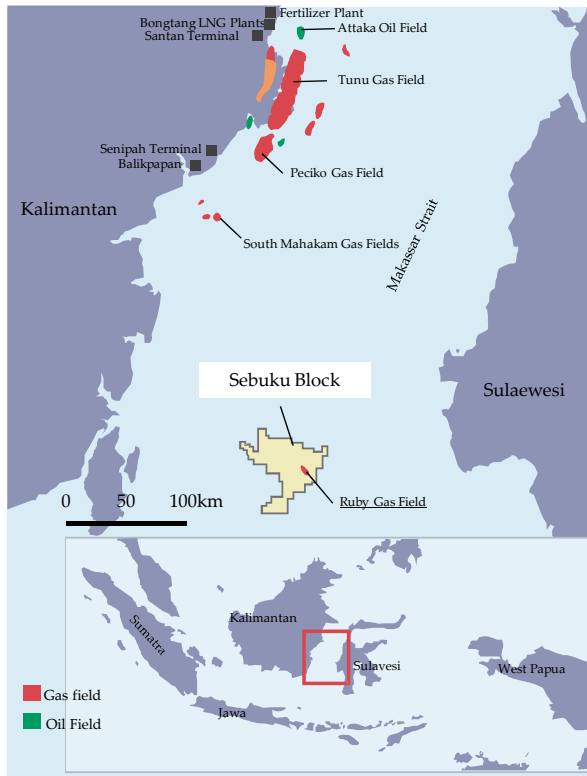 Fertilizer Plant
Bongtang LNG Plants
Attaka Oil Field
Santan Terminal
Tunu Gas Field
Senipah Terminal
Balikpapan
Peciko Gas Field
Kalimantan
Makassar Strait
South Mahakam Gas Fields
Sebuku Block
Sulaewesi
0 50 100km
Ruby Gas Field
Kalimantan
Sumatra
Sulavesi
West Papua
Gas field
Jawa
Oil Field